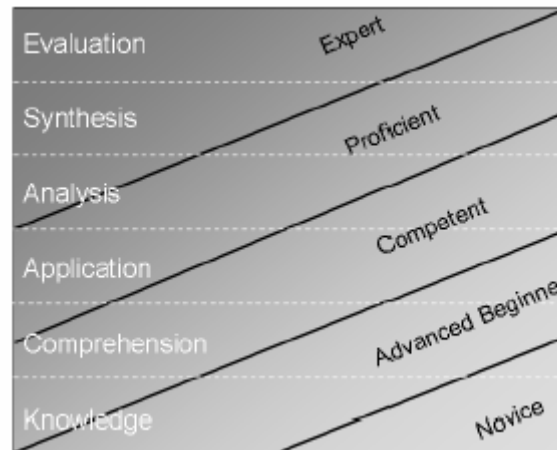 Evaluation
Expert
Synthesis
Proficient
Analysis
Competent
Application
Comprehension
Advanced Beginne
Knowledge
Novice